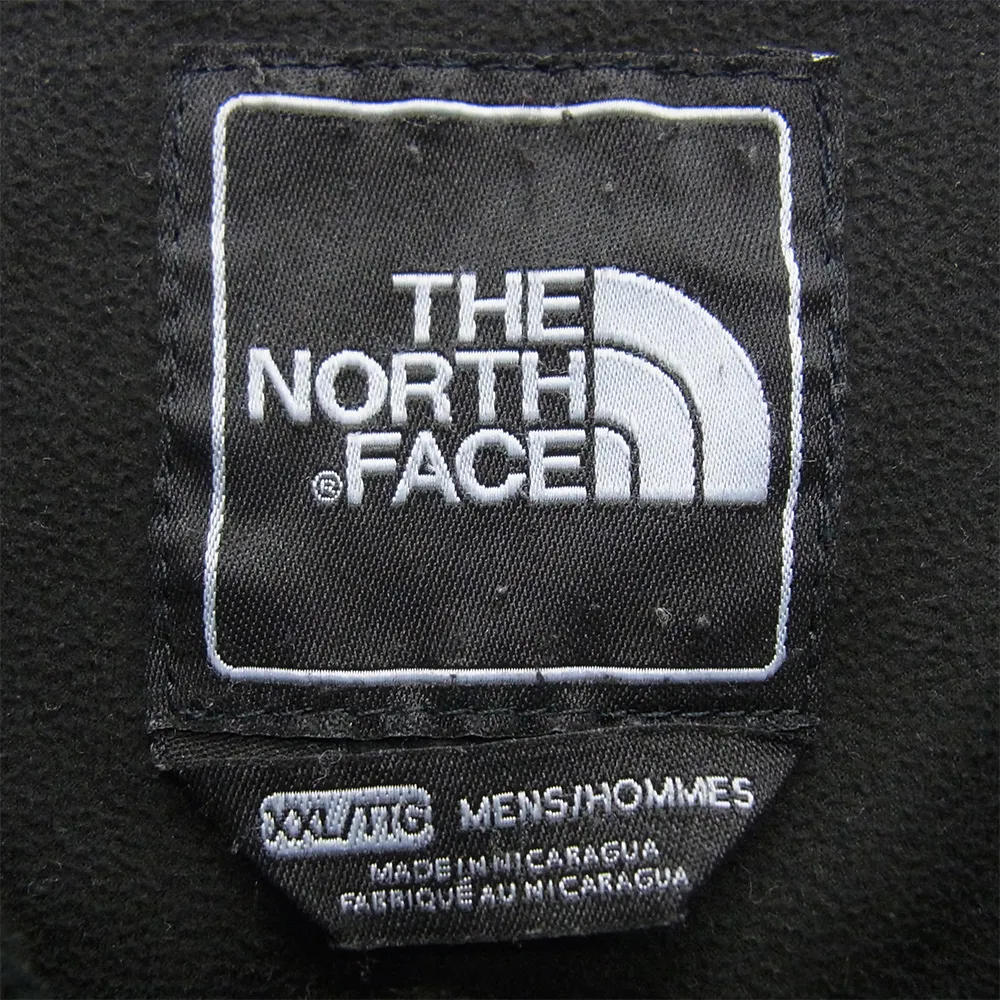 THE
NORTH
®FACE
XXL/TTG MENS/HOMMES
MADE IN NICARAGUA
FABRIQUÉ AU NICARAGUA